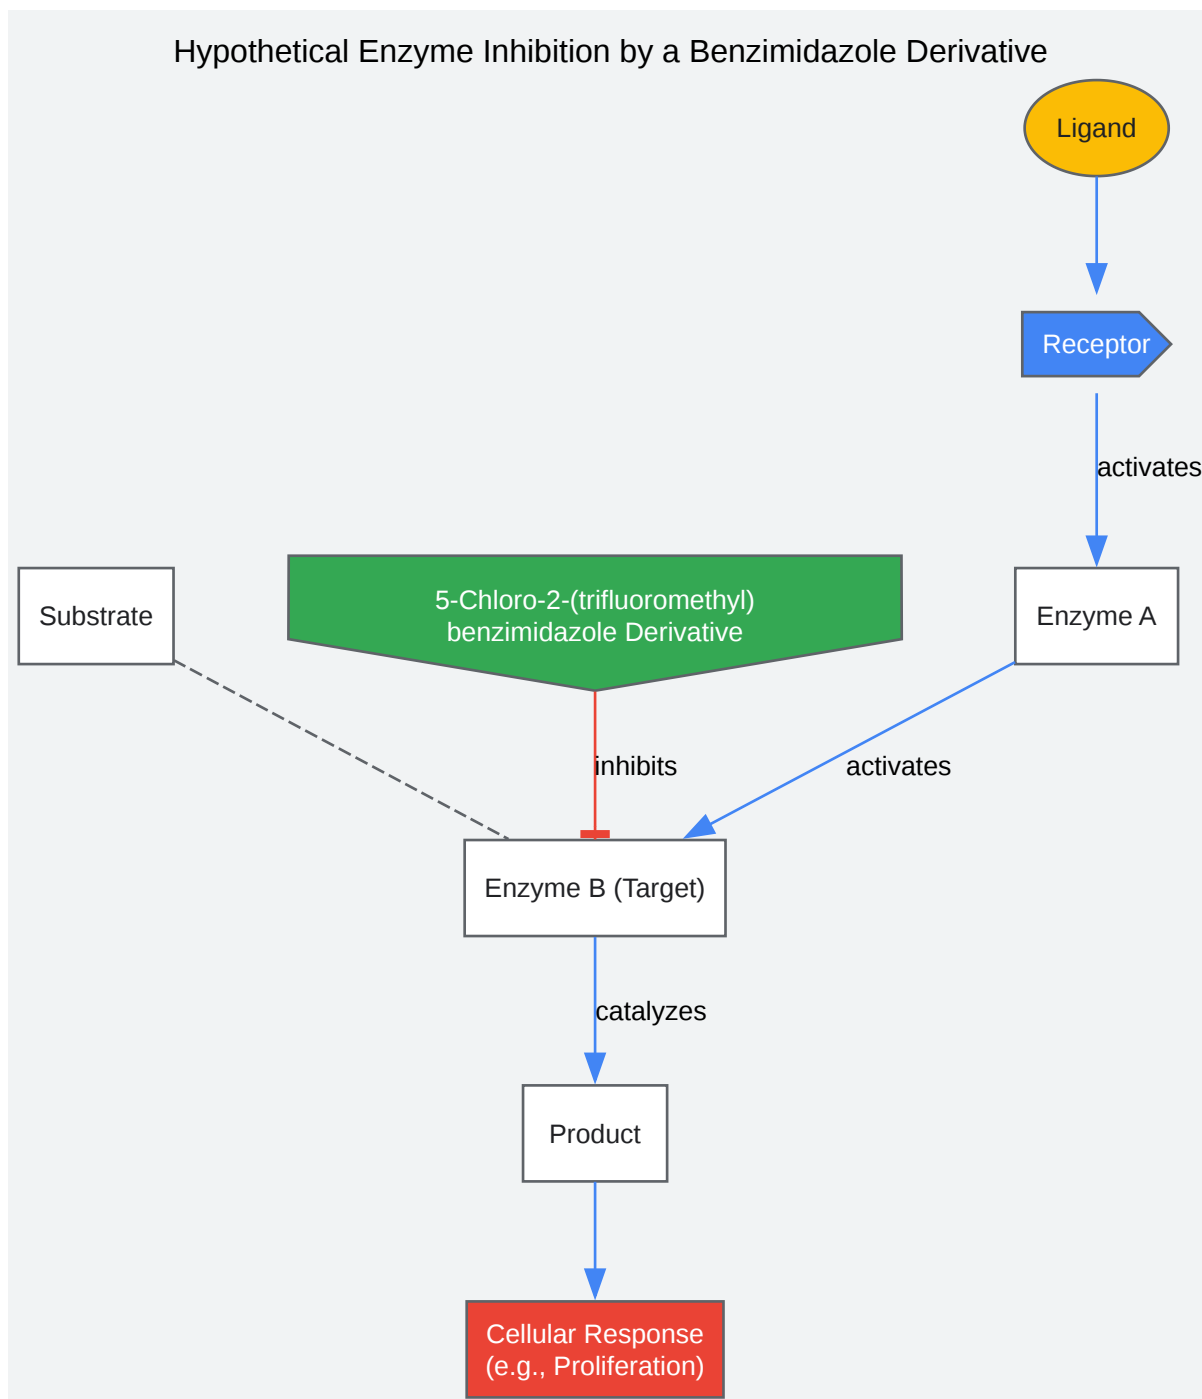 Hypothetical Enzyme Inhibition by a Benzimidazole Derivative
Ligand
Receptor
activates
Substrate
5-Chloro-2-(trifluoromethyl)
benzimidazole Derivative
Enzyme A
inhibits
activates
Enzyme B (Target)
catalyzes
Product
Cellular Response
(e.g., Proliferation)